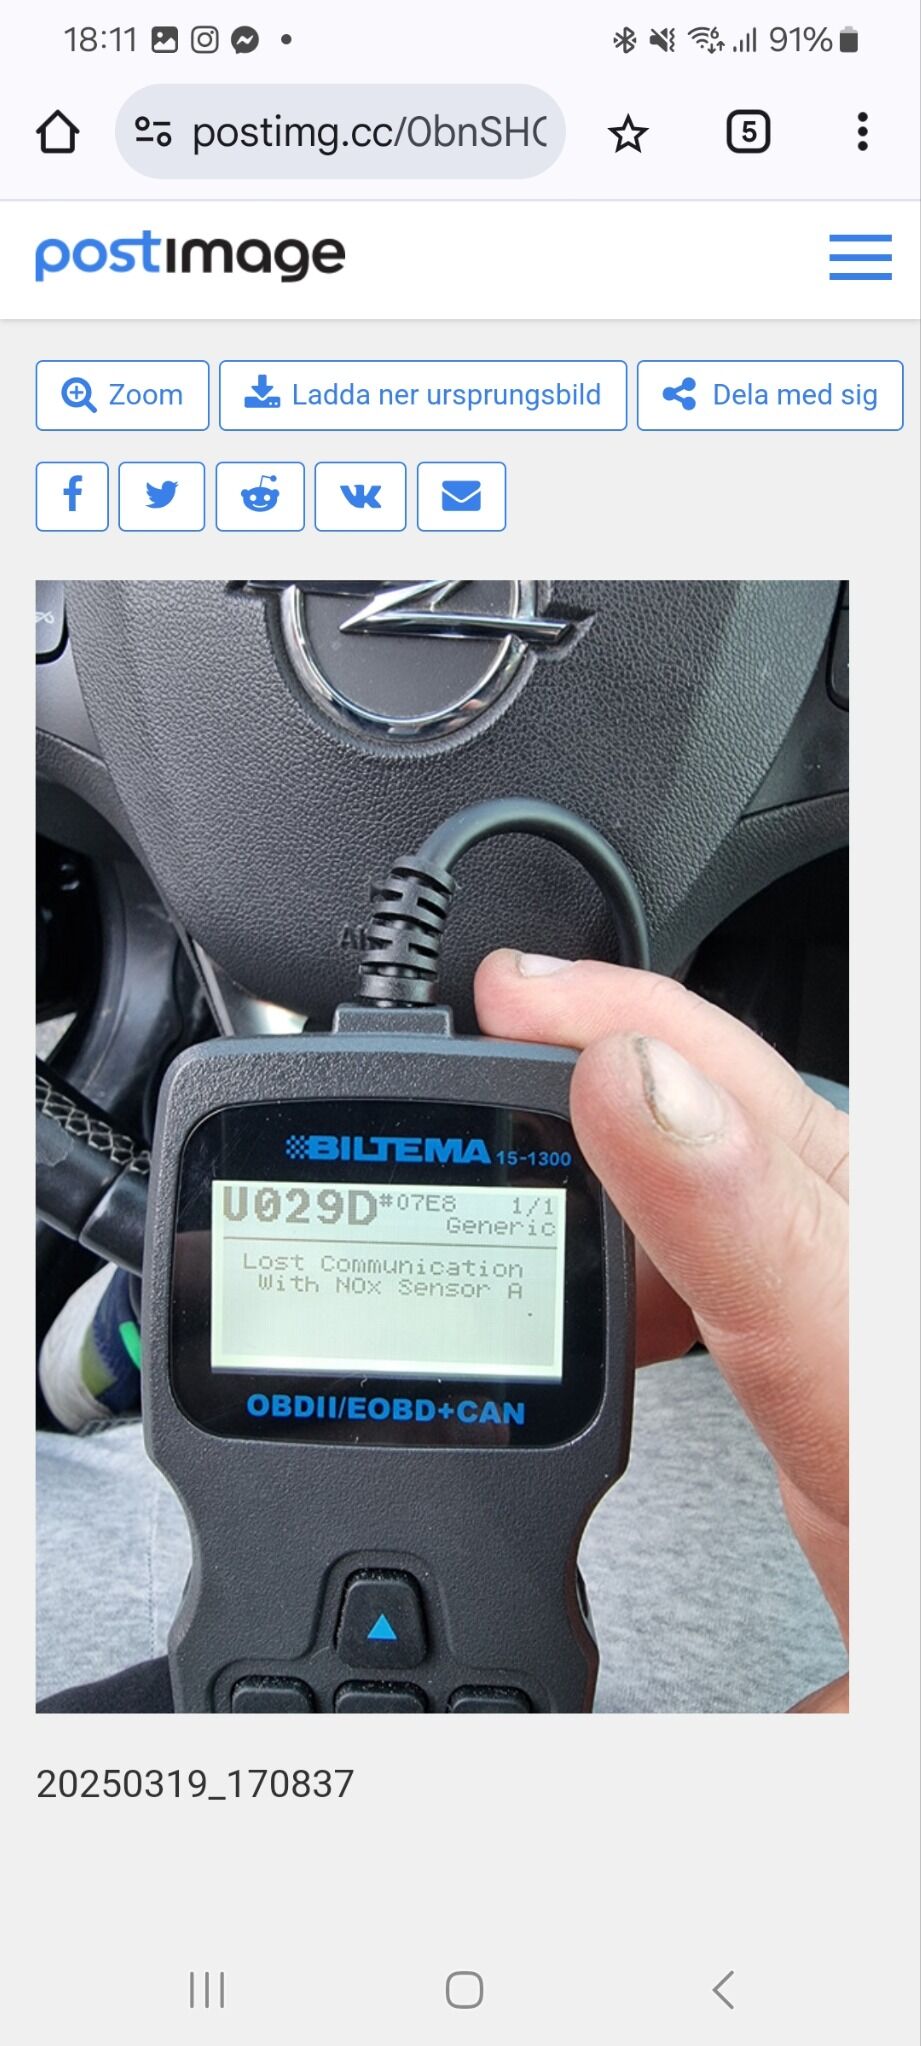 18:11
91%
postimg.cc/0bnSH
5
postimage
Zoom
Ladda ner ursprungsbild
Dela med sig
BILTEMA 15-1300
U029D #07E8 1/1
Generic
Lost Communication
With NOx Sensor A
OBDII/EOBD+CAN
20250319_170837